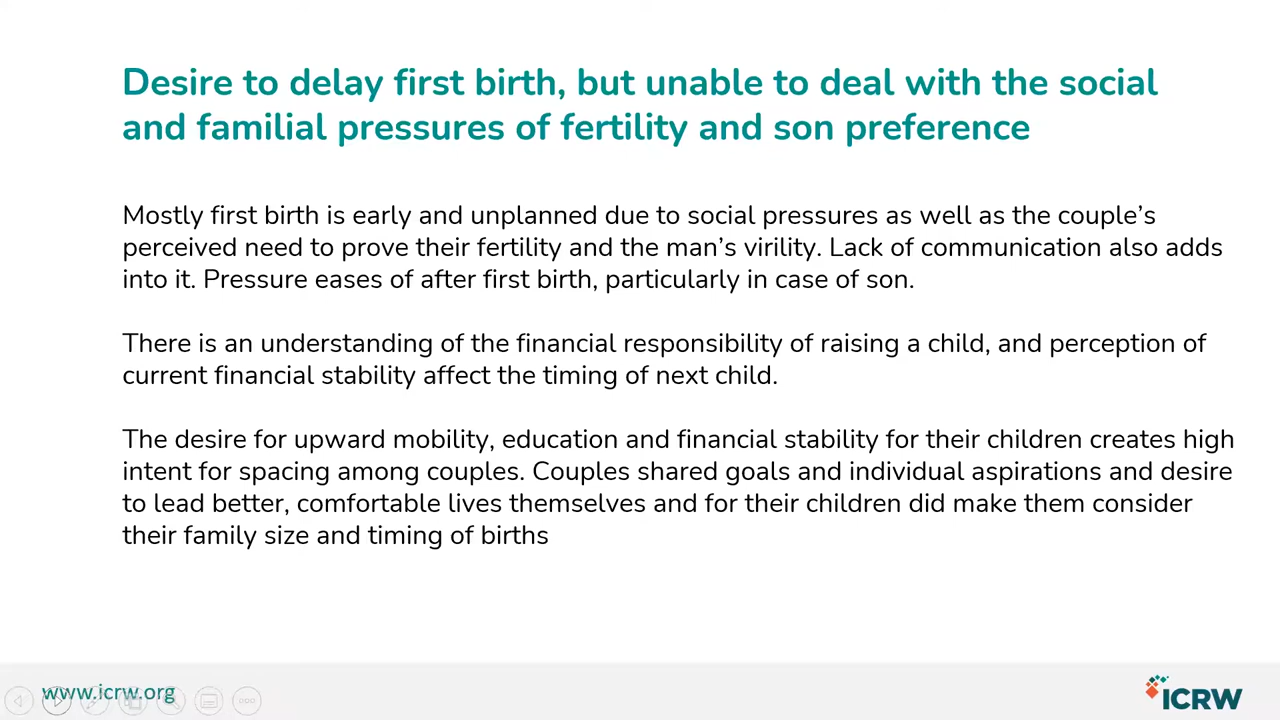 Desire to delay first birth, but unable to deal with the social
and familial pressures of fertility and son preference
Mostly first birth is early and unplanned due to social pressures as well as the couple’s
perceived need to prove their fertility and the man’s virility. Lack of communication also adds
into it. Pressure eases of after first birth, particularly in case of son.
There is an understanding of the financial responsibility of raising a child, and perception of
current financial stability affect the timing of next child.
The desire for upward mobility, education and financial stability for their children creates high
intent for spacing among couples. Couples shared goals and individual aspirations and desire
to lead better, comfortable lives themselves and for their children did make them consider
their family size and timing of births
www.icrw.org
ICRW